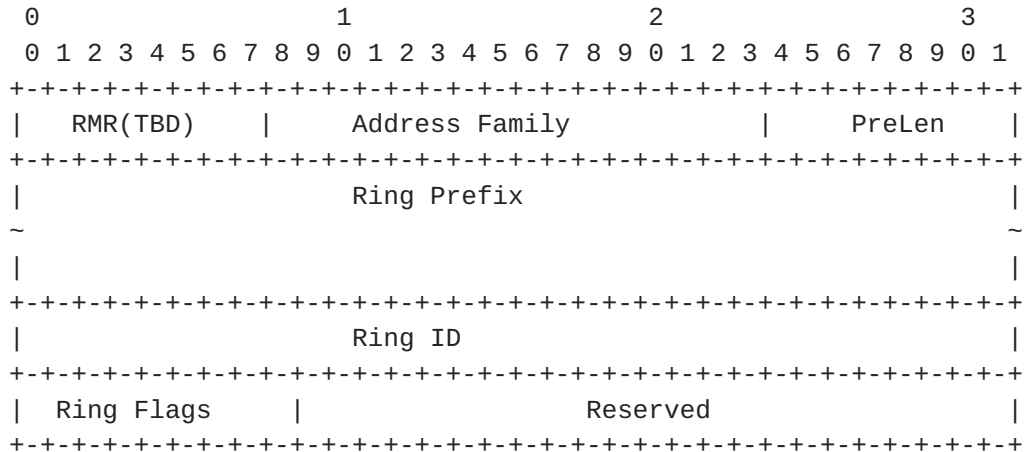 0                   1                   2                   3
 0 1 2 3 4 5 6 7 8 9 0 1 2 3 4 5 6 7 8 9 0 1 2 3 4 5 6 7 8 9 0 1
+-+-+-+-+-+-+-+-+-+-+-+-+-+-+-+-+-+-+-+-+-+-+-+-+-+-+-+-+-+-+-+-+
|   RMR(TBD)    |     Address Family            |     PreLen    |
+-+-+-+-+-+-+-+-+-+-+-+-+-+-+-+-+-+-+-+-+-+-+-+-+-+-+-+-+-+-+-+-+
|                     Ring Prefix                               |
~                                                               ~
|                                                               |
+-+-+-+-+-+-+-+-+-+-+-+-+-+-+-+-+-+-+-+-+-+-+-+-+-+-+-+-+-+-+-+-+
|                     Ring ID                                   |
+-+-+-+-+-+-+-+-+-+-+-+-+-+-+-+-+-+-+-+-+-+-+-+-+-+-+-+-+-+-+-+-+
|  Ring Flags     |                  Reserved                   |
+-+-+-+-+-+-+-+-+-+-+-+-+-+-+-+-+-+-+-+-+-+-+-+-+-+-+-+-+-+-+-+-+